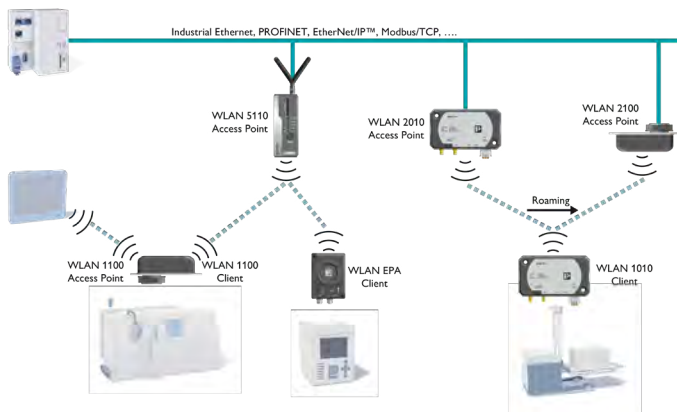 Industrial Ethernet, PROFINET, EtherNet/IP™, Modbus/TCP, ....
WLAN 5110
Access Point
WLAN 2010
Access Point
WLAN 2100
Access Point
Roaming
WLAN 1100
Access Point
WLAN 1100
Client
WLAN EPA
Client
WLAN 1010
Client